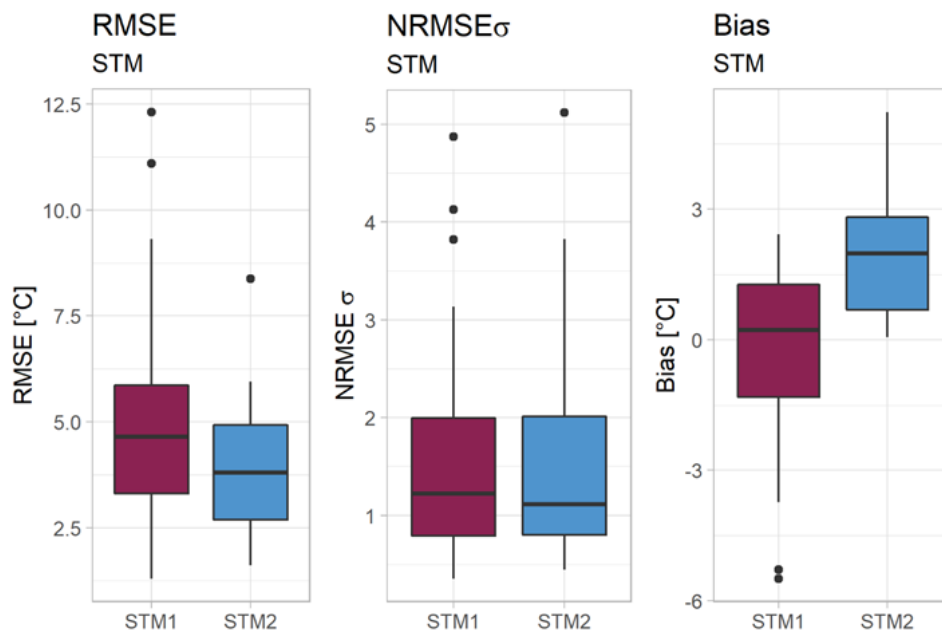 RMSE
STM
RMSE [°C]
12.5
10.0
7.5
5.0
2.5
STM1 STM2
NRMSEσ
STM
NRMSE σ
5
4
3
2
1
STM1 STM2
Bias
STM
Bias [°C]
3
0
-3
-6
STM1 STM2